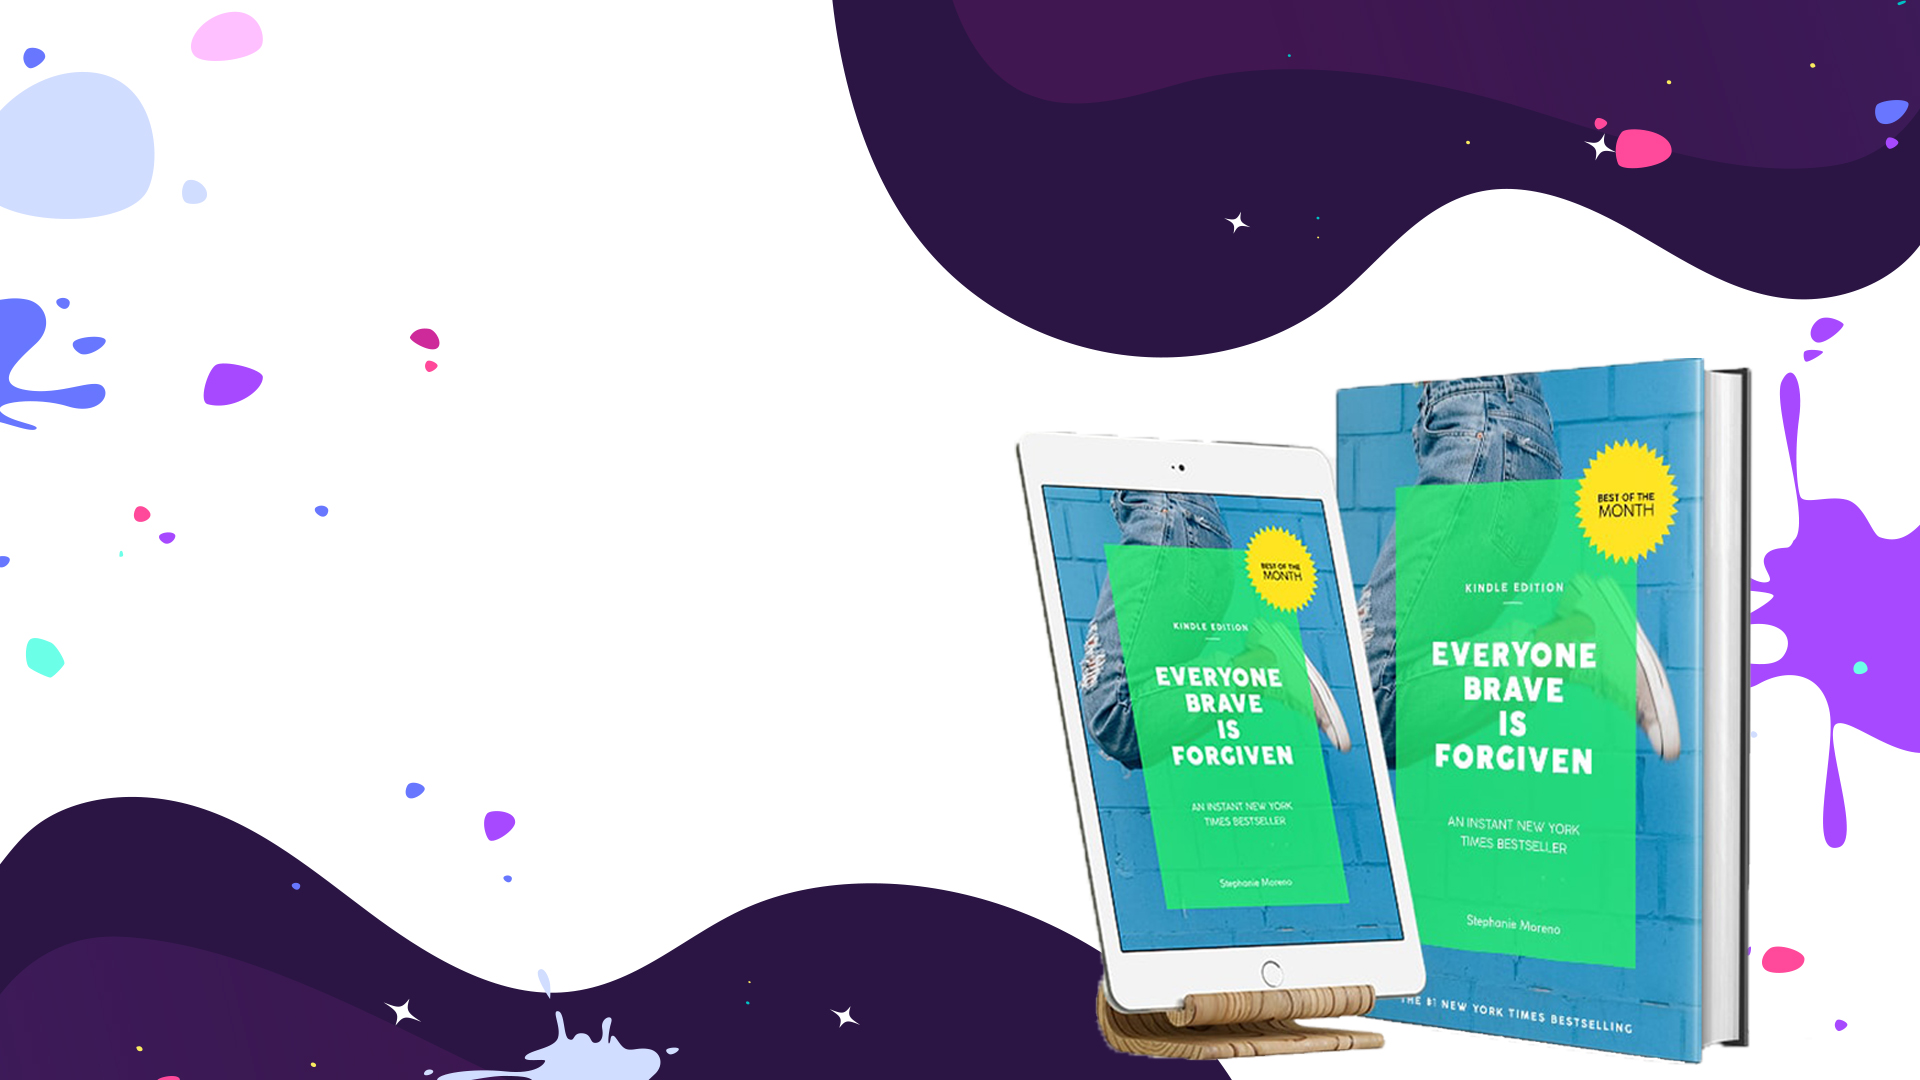 BEST OF THE
MONTH
KINDLE EDITION
EVERYONE
BRAVE
IS
FORGIVEN
AN INSTANT NEW YORK
TIMES BESTSELLER
Stephanie Moreno
BEST OF THE
MONTH
KINDLE EDITION
EVERYONE
BRAVE
IS
FORGIVEN
AN INSTANT NEW YORK
TIMES BESTSELLER
Stephanie Moreno
THE #1 NEW YORK TIMES BESTSELLING